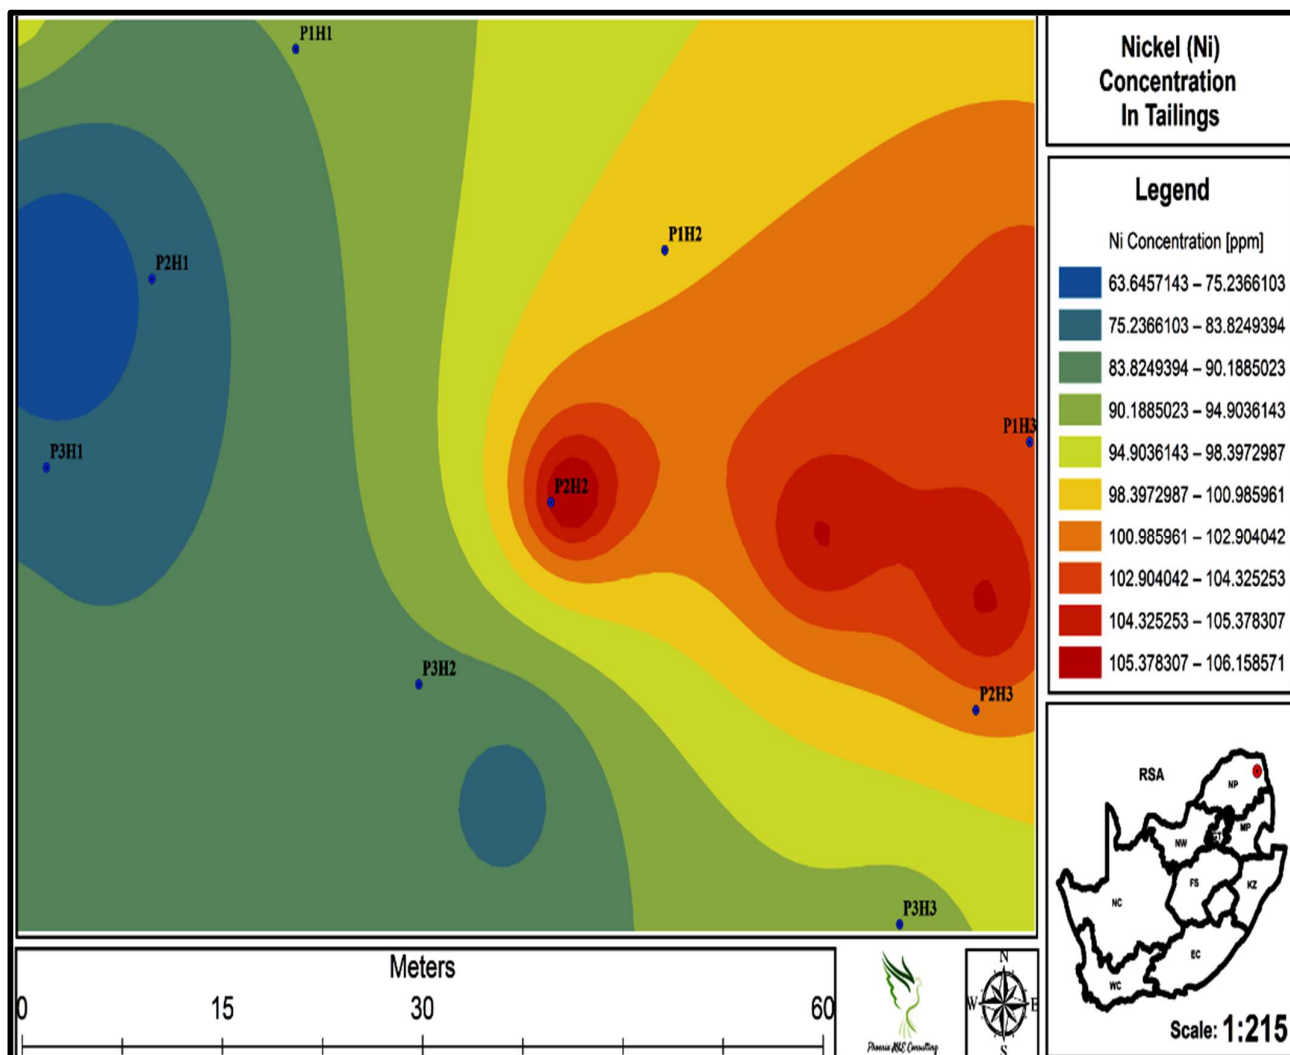 P1H1
P1H2
P2H1
P1H3
P3H1
P2H2
P3H2
P2H3
P3H3
Nickel (Ni)
Concentration
In Tailings
Legend
Ni Concentration [ppm]
63.6457143 – 75.2366103
75.2366103 – 83.8249394
83.8249394 – 90.1885023
90.1885023 – 94.9036143
94.9036143 – 98.3972987
98.3972987 – 100.985961
100.985961 – 102.904042
102.904042 – 104.325253
104.325253 – 105.378307
105.378307 – 106.158571
RSA
NP
MP
NW
FS
KZ
NC
EC
WC
Scale: 1:215
Meters
0 15 30 60
N
W E
S